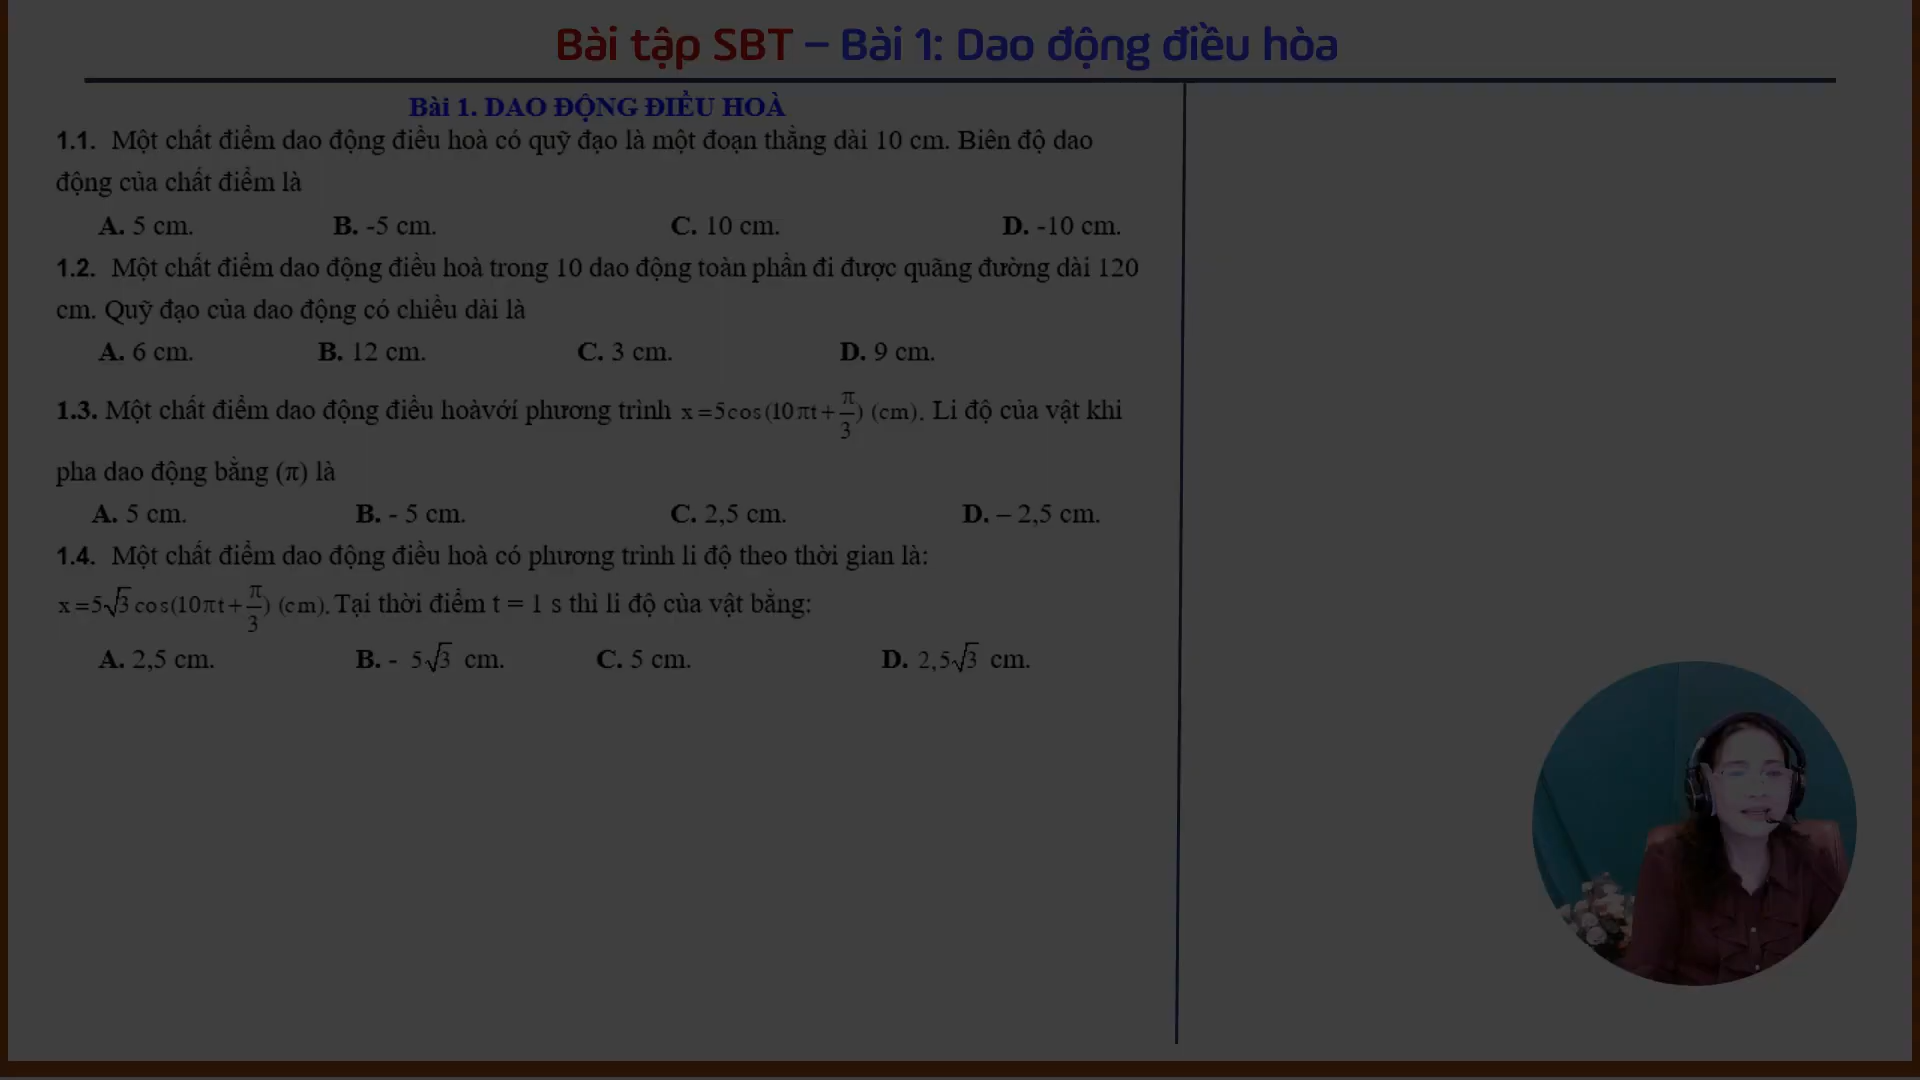 Bài tập SBT – Bài 1: Dao động điều hòa
Bài 1. DAO ĐỘNG ĐIỀU HOÀ
1.1. Một chất điểm dao động điều hoà có quỹ đạo là một đoạn thẳng dài 10 cm. Biên độ dao
động của chất điểm là
A. 5 cm. B. -5 cm. C. 10 cm. D. -10 cm.
1.2. Một chất điểm dao động điều hoà trong 10 dao động toàn phần đi được quãng đường dài 120
cm. Quỹ đạo của dao động có chiều dài là
A. 6 cm. B. 12 cm. C. 3 cm. D. 9 cm.
1.3. Một chất điểm dao động điều hoàvới phương trình x=5cos(10πt+π/3) (cm). Li độ của vật khi
pha dao động bằng (π) là
A. 5 cm. B. - 5 cm. C. 2,5 cm. D. – 2,5 cm.
1.4. Một chất điểm dao động điều hoà có phương trình li độ theo thời gian là:
x=5√3cos(10πt+π/3) (cm). Tại thời điểm t = 1 s thì li độ của vật bằng:
A. 2,5 cm. B. - 5√3 cm. C. 5 cm. D. 2,5√3 cm.